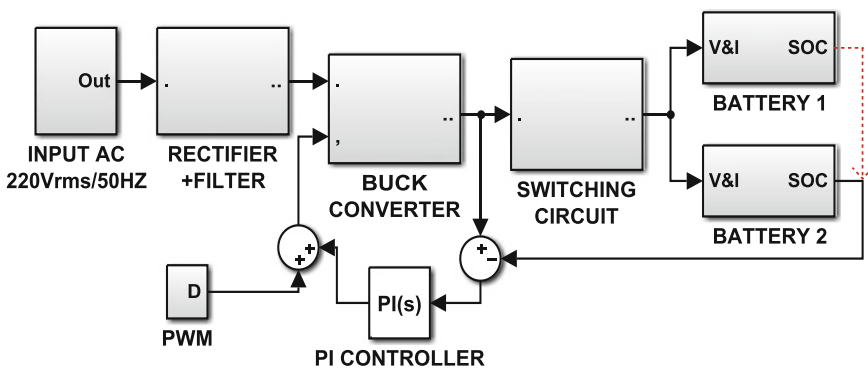 Out
INPUT AC
220Vrms/50HZ
.
..
RECTIFIER
+FILTER
.
,
..
BUCK
CONVERTER
.
..
SWITCHING
CIRCUIT
V&I
SOC
BATTERY 1
V&I
SOC
BATTERY 2
+
+
+
-
D
PWM
PI(s)
PI CONTROLLER